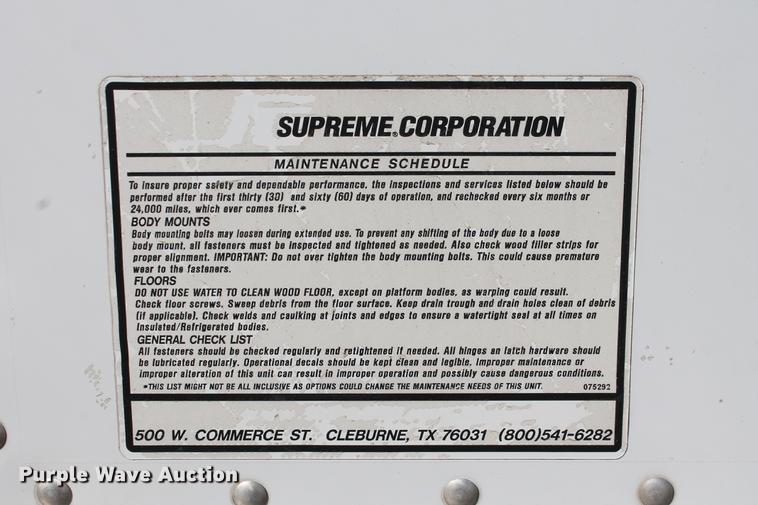 SUPREME®CORPORATION
MAINTENANCE SCHEDULE
To insure proper safety and dependable performance, the inspections and services listed below should be
performed after the first thirty (30) and sixty (60) days of operation, and rechecked every six months or
24,000 miles, which ever comes first.*
BODY MOUNTS
Body mounting bolts may loosen during extended use. To prevent any shifting of the body due to a loose
body mount, all fasteners must be inspected and tightened as needed. Also check wood filler strips for
proper alignment. IMPORTANT: Do not over tighten the body mounting bolts. This could cause premature
wear to the fasteners.
FLOORS
DO NOT USE WATER TO CLEAN WOOD FLOOR, except on platform bodies, as warping could result.
Check floor screws. Sweep debris from the floor surface. Keep drain trough and drain holes clean of debris
(if applicable). Check welds and caulking at joints and edges to ensure a watertight seal at all times on
Insulated/Refrigerated bodies.
GENERAL CHECK LIST
All fasteners should be checked regularly and retightened if needed. All hinges an latch hardware should
be lubricated regularly. Operational decals should be kept clean and legible. Improper maintenance or
improper alteration of this unit can result in improper operation and possibly cause dangerous conditions.
*THIS LIST MIGHT NOT BE ALL INCLUSIVE AS OPTIONS COULD CHANGE THE MAINTENANCE NEEDS OF THIS UNIT. 075292
500 W. COMMERCE ST. CLEBURNE, TX 76031 (800)541-6282
Purple Wave Auction